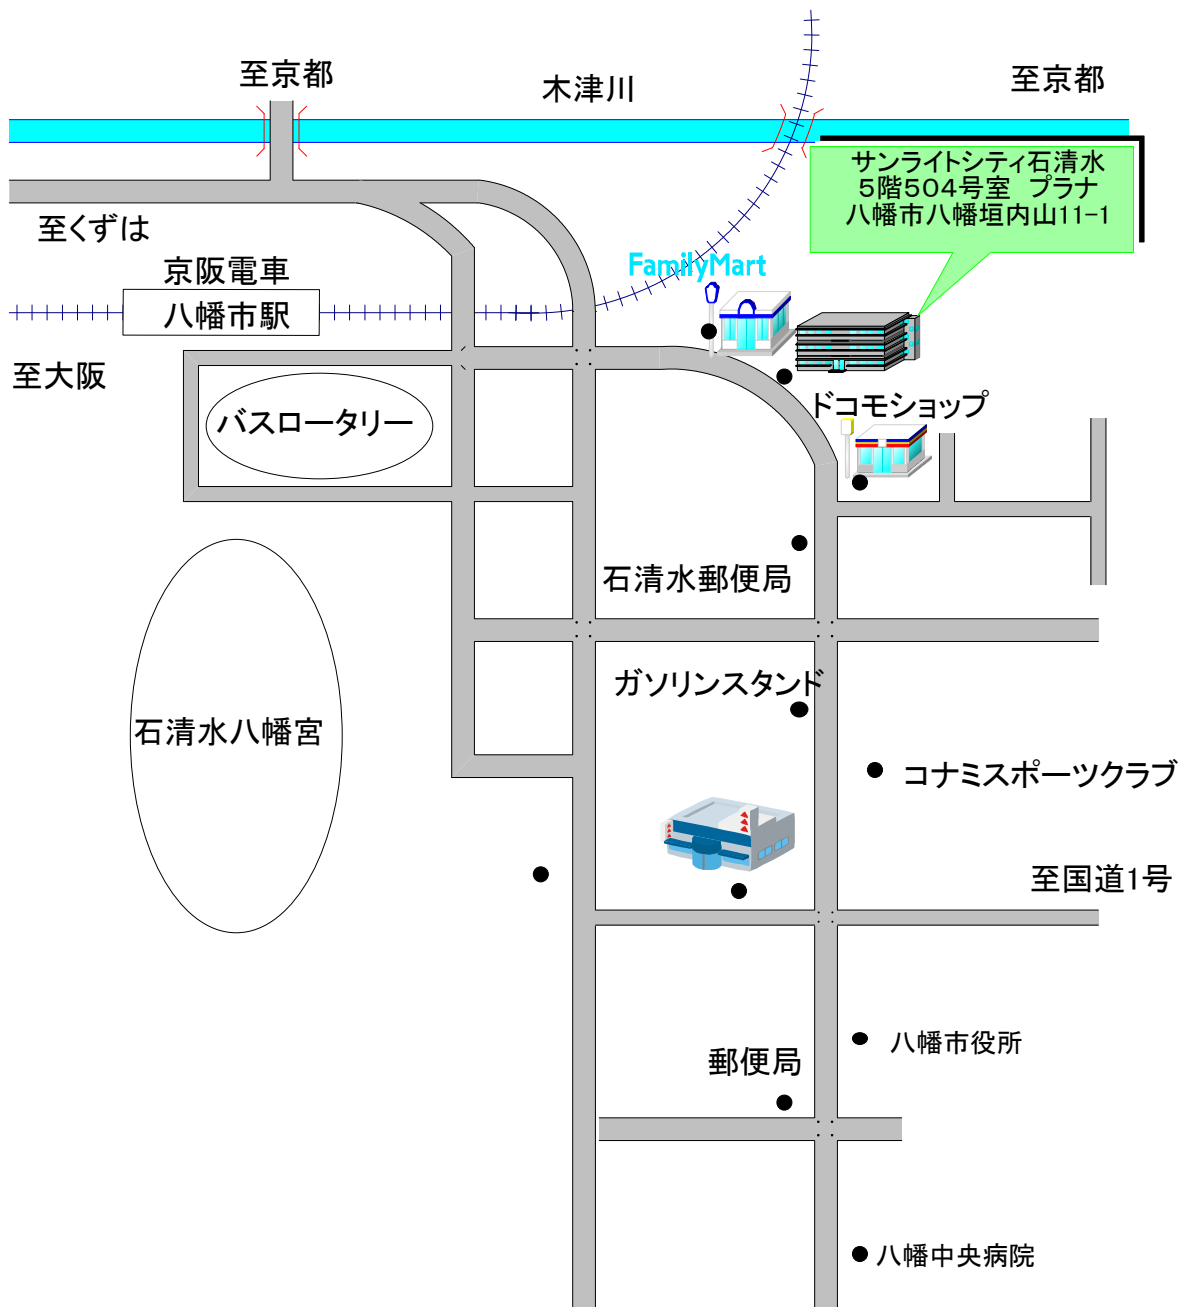 至京都
木津川
至京都
サンライトシティ石清水
5階504号室　プラナ
八幡市八幡垣内山11-1
至くずは
FamilyMart
京阪電車
八幡市駅
至大阪
ドコモショップ
バスロータリー
石清水郵便局
ガソリンスタンド
石清水八幡宮
コナミスポーツクラブ
至国道1号
八幡市役所
郵便局
八幡中央病院